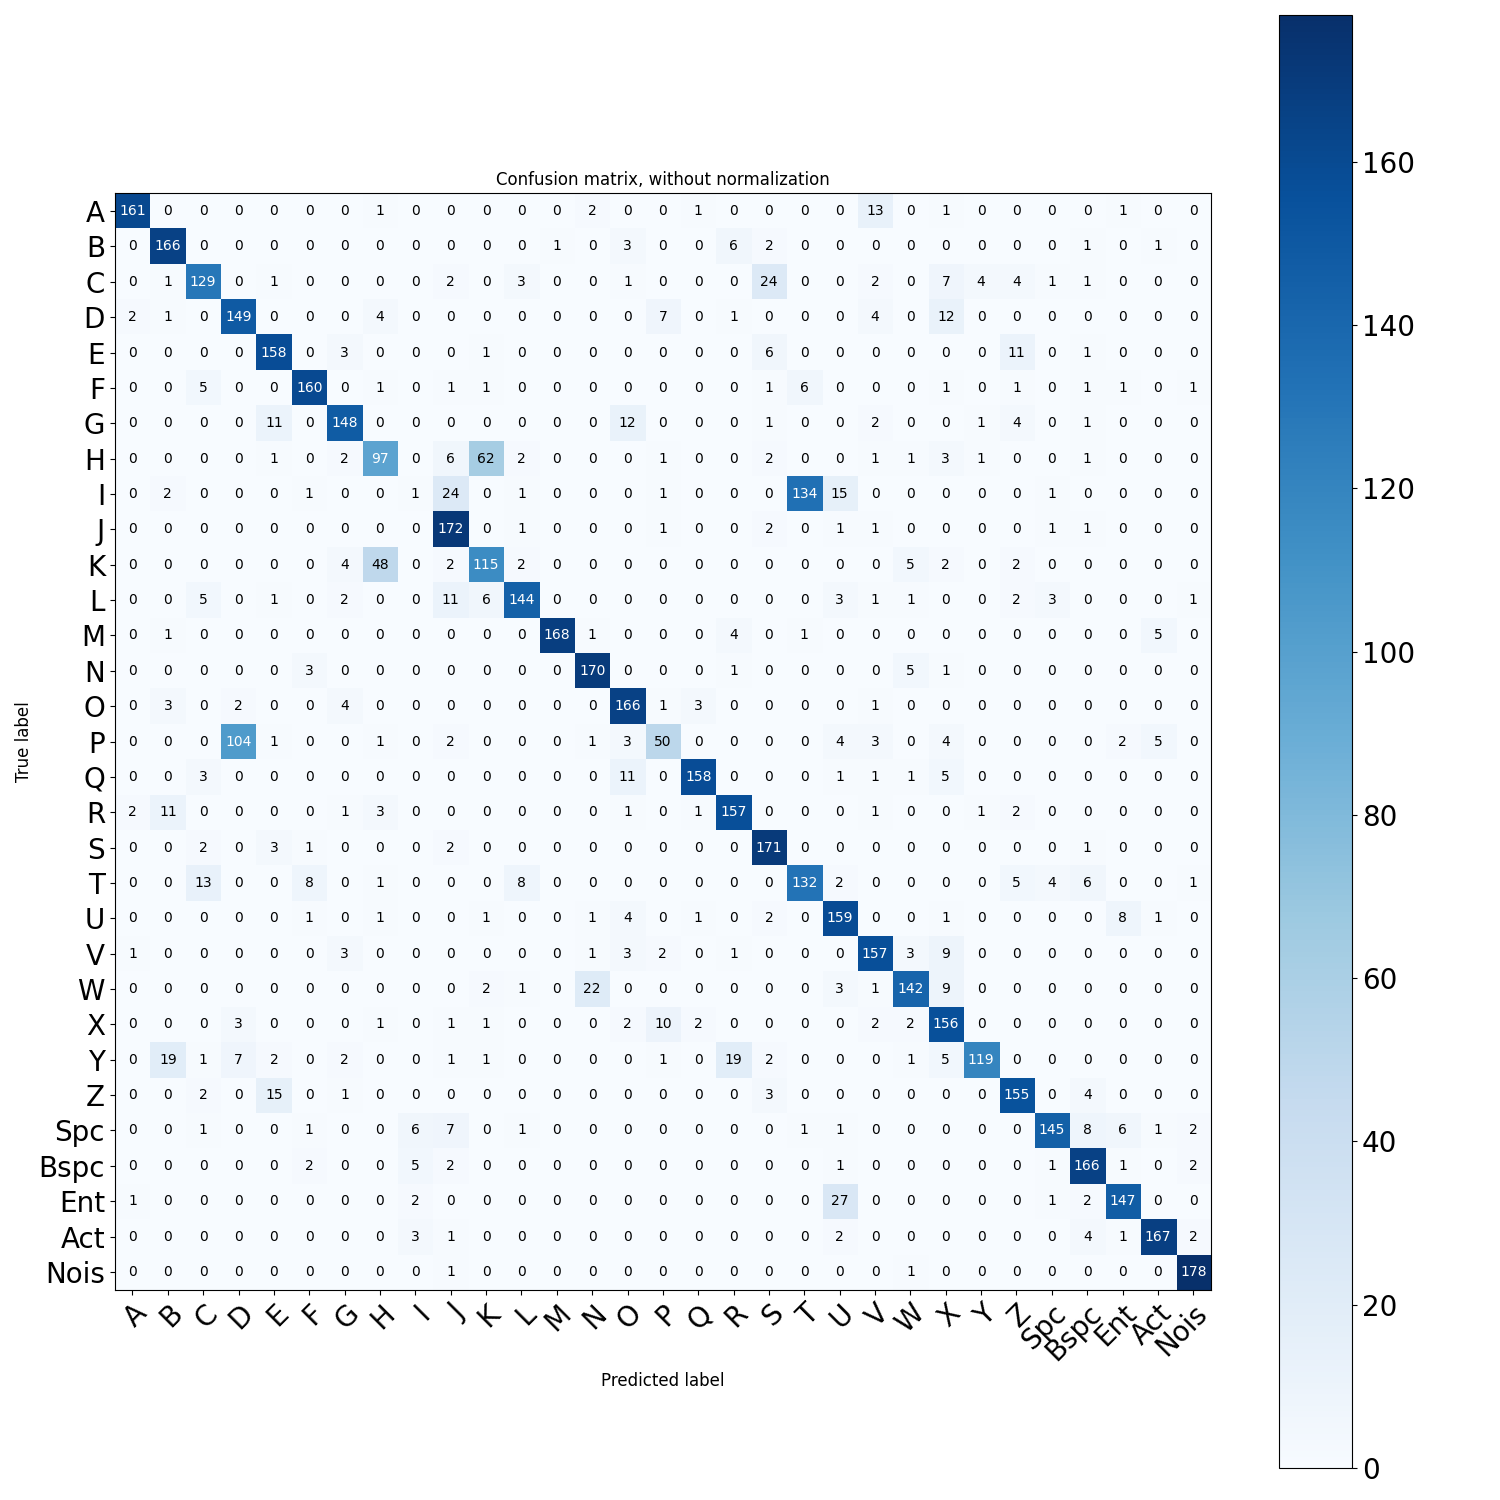 Confusion matrix, without normalization
A 161 0 0 0 0 0 0 1 0 0 0 0 0 2 0 0 1 0 0 0 0 13 0 1 0 0 0 0 1 0 0
B 0 166 0 0 0 0 0 0 0 0 0 0 1 0 3 0 0 6 2 0 0 0 0 0 0 0 0 1 0 1 0
C 0 1 129 0 1 0 0 0 0 2 0 3 0 0 1 0 0 0 24 0 0 2 0 7 4 4 1 1 0 0 0
D 2 1 0 149 0 0 0 4 0 0 0 0 0 0 0 7 0 1 0 0 0 4 0 12 0 0 0 0 0 0 0
E 0 0 0 0 158 0 3 0 0 0 1 0 0 0 0 0 0 0 6 0 0 0 0 0 0 11 0 1 0 0 0
F 0 0 5 0 0 160 0 1 0 1 1 0 0 0 0 0 0 0 1 6 0 0 0 1 0 1 0 1 1 0 1
G 0 0 0 0 11 0 148 0 0 0 0 0 0 0 12 0 0 0 1 0 0 2 0 0 1 4 0 1 0 0 0
H 0 0 0 0 1 0 2 97 0 6 62 2 0 0 0 1 0 0 2 0 0 1 1 3 1 0 0 1 0 0 0
I 0 2 0 0 0 1 0 0 1 24 0 1 0 0 0 1 0 0 0 134 15 0 0 0 0 0 1 0 0 0 0
J 0 0 0 0 0 0 0 0 0 172 0 1 0 0 0 1 0 0 2 0 1 1 0 0 0 0 1 1 0 0 0
K 0 0 0 0 0 0 4 48 0 2 115 2 0 0 0 0 0 0 0 0 0 0 5 2 0 2 0 0 0 0 0
L 0 0 5 0 1 0 2 0 0 11 6 144 0 0 0 0 0 0 0 0 3 1 1 0 0 2 3 0 0 0 1
M 0 1 0 0 0 0 0 0 0 0 0 0 168 1 0 0 0 4 0 1 0 0 0 0 0 0 0 0 0 5 0
N 0 0 0 0 0 3 0 0 0 0 0 0 0 170 0 0 0 1 0 0 0 0 5 1 0 0 0 0 0 0 0
O 0 3 0 2 0 0 4 0 0 0 0 0 0 0 166 1 3 0 0 0 0 1 0 0 0 0 0 0 0 0 0
P 0 0 0 104 1 0 0 1 0 2 0 0 0 1 3 50 0 0 0 0 4 3 0 4 0 0 0 0 2 5 0
Q 0 0 3 0 0 0 0 0 0 0 0 0 0 0 11 0 158 0 0 0 1 1 1 5 0 0 0 0 0 0 0
R 2 11 0 0 0 0 1 3 0 0 0 0 0 0 1 0 1 157 0 0 0 1 0 0 1 2 0 0 0 0 0
S 0 0 2 0 3 1 0 0 0 2 0 0 0 0 0 0 0 0 171 0 0 0 0 0 0 0 0 1 0 0 0
T 0 0 13 0 0 8 0 1 0 0 0 8 0 0 0 0 0 0 0 132 2 0 0 0 0 5 4 6 0 0 1
U 0 0 0 0 0 1 0 1 0 0 1 0 0 1 4 0 1 0 2 0 159 0 0 1 0 0 0 0 8 1 0
V 1 0 0 0 0 0 3 0 0 0 0 0 0 1 3 2 0 1 0 0 0 157 3 9 0 0 0 0 0 0 0
W 0 0 0 0 0 0 0 0 0 0 2 1 0 22 0 0 0 0 0 0 3 1 142 9 0 0 0 0 0 0 0
X 0 0 0 3 0 0 0 1 0 1 1 0 0 0 2 10 2 0 0 0 0 2 2 156 0 0 0 0 0 0 0
Y 0 19 1 7 2 0 2 0 0 1 1 0 0 0 0 1 0 19 2 0 0 0 1 5 119 0 0 0 0 0 0
Z 0 0 2 0 15 0 1 0 0 0 0 0 0 0 0 0 0 0 3 0 0 0 0 0 0 155 0 4 0 0 0
Spc 0 0 1 0 0 1 0 0 6 7 0 1 0 0 0 0 0 0 0 1 1 0 0 0 0 0 145 8 6 1 2
Bspc 0 0 0 0 0 2 0 0 5 2 0 0 0 0 0 0 0 0 0 0 1 0 0 0 0 0 1 166 1 0 2
Ent 1 0 0 0 0 0 0 0 2 0 0 0 0 0 0 0 0 0 0 0 27 0 0 0 0 0 1 2 147 0 0
Act 0 0 0 0 0 0 0 0 3 1 0 0 0 0 0 0 0 0 0 0 2 0 0 0 0 0 0 4 1 167 2
Nois 0 0 0 0 0 0 0 0 0 1 0 0 0 0 0 0 0 0 0 0 0 0 1 0 0 0 0 0 0 0 178
A B C D E F G H I J K L M N O P Q R S T U V W X Y Z Spc Bspc Ent Act Nois
Predicted label
True label
160
140
120
100
80
60
40
20
0